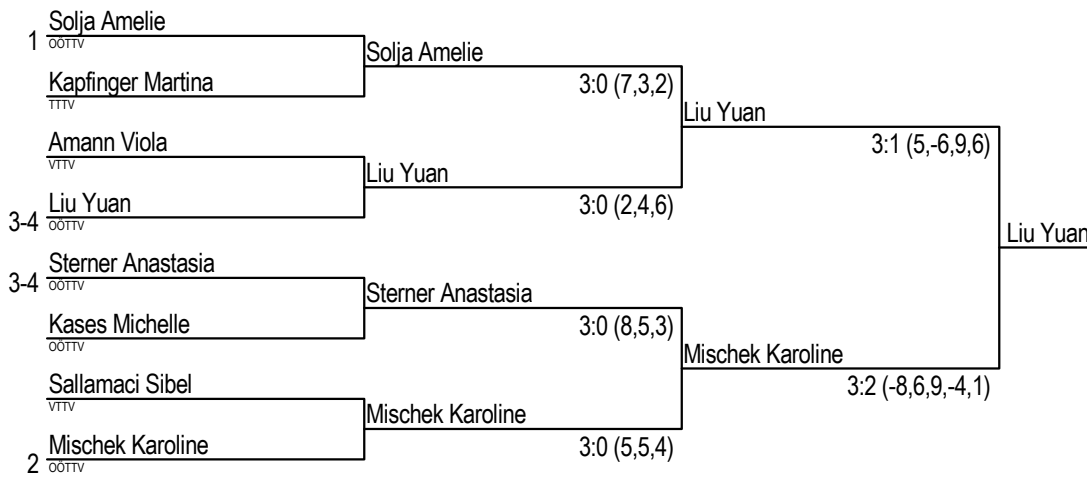 Solja Amelie
1
OÖTTV
Solja Amelie
Kapfinger Martina
3:0 (7,3,2)
TTTV
Liu Yuan
Amann Viola
3:1 (5,-6,9,6)
VTTV
Liu Yuan
Liu Yuan
3:0 (2,4,6)
3-4
OÖTTV
Liu Yuan
Sterner Anastasia
3-4
OÖTTV
Sterner Anastasia
Kases Michelle
3:0 (8,5,3)
OÖTTV
Mischek Karoline
Sallamaci Sibel
3:2 (-8,6,9,-4,1)
VTTV
Mischek Karoline
Mischek Karoline
3:0 (5,5,4)
2
OÖTTV